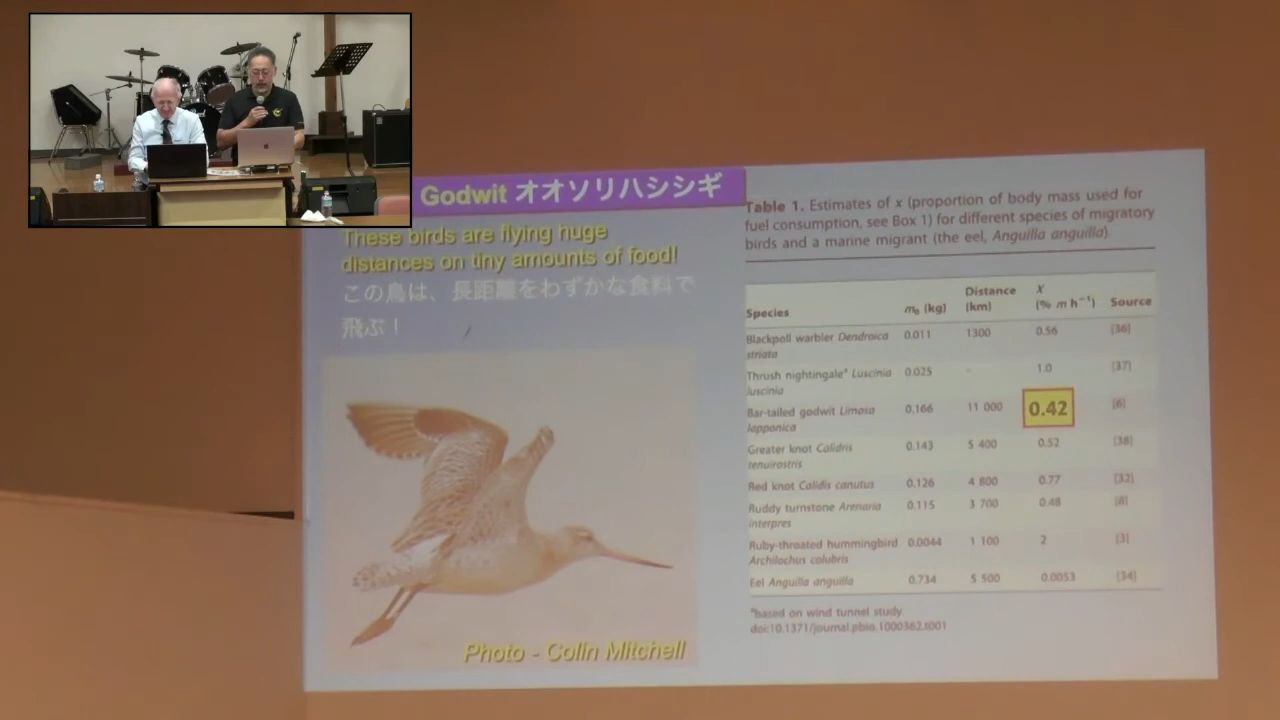 Godwit オオソリハシシギ
These birds are flying huge
distances on tiny amounts of food!
この鳥は、長距離をわずかな食料で
飛ぶ！
Photo - Colin Mitchell
Table 1. Estimates of x (proportion of body mass used for
fuel consumption, see Box 1) for different species of migratory
birds and a marine migrant (the eel, Anguilla anguilla).
Species m₀ (kg) Distance (km) X (% m h⁻¹) Source
Blackpoll warbler Dendroica striata 0.011 1300 0.56 [36]
Thrush nightingale* Luscinia luscinia 0.025 - 1.0 [37]
Bar-tailed godwit Limosa lapponica 0.166 11 000 0.42 [6]
Greater knot Calidris tenuirostris 0.143 5 400 0.52 [38]
Red knot Calidis canutus 0.126 4 800 0.77 [32]
Ruddy turnstone Arenaria interpres 0.115 3 700 0.48 [8]
Ruby-throated hummingbird Archilochus colubris 0.0044 1 100 2 [3]
Eel Anguilla anguilla 0.734 5 500 0.0053 [34]
*based on wind tunnel study.
doi:10.1371/journal.pbio.1000362.t001